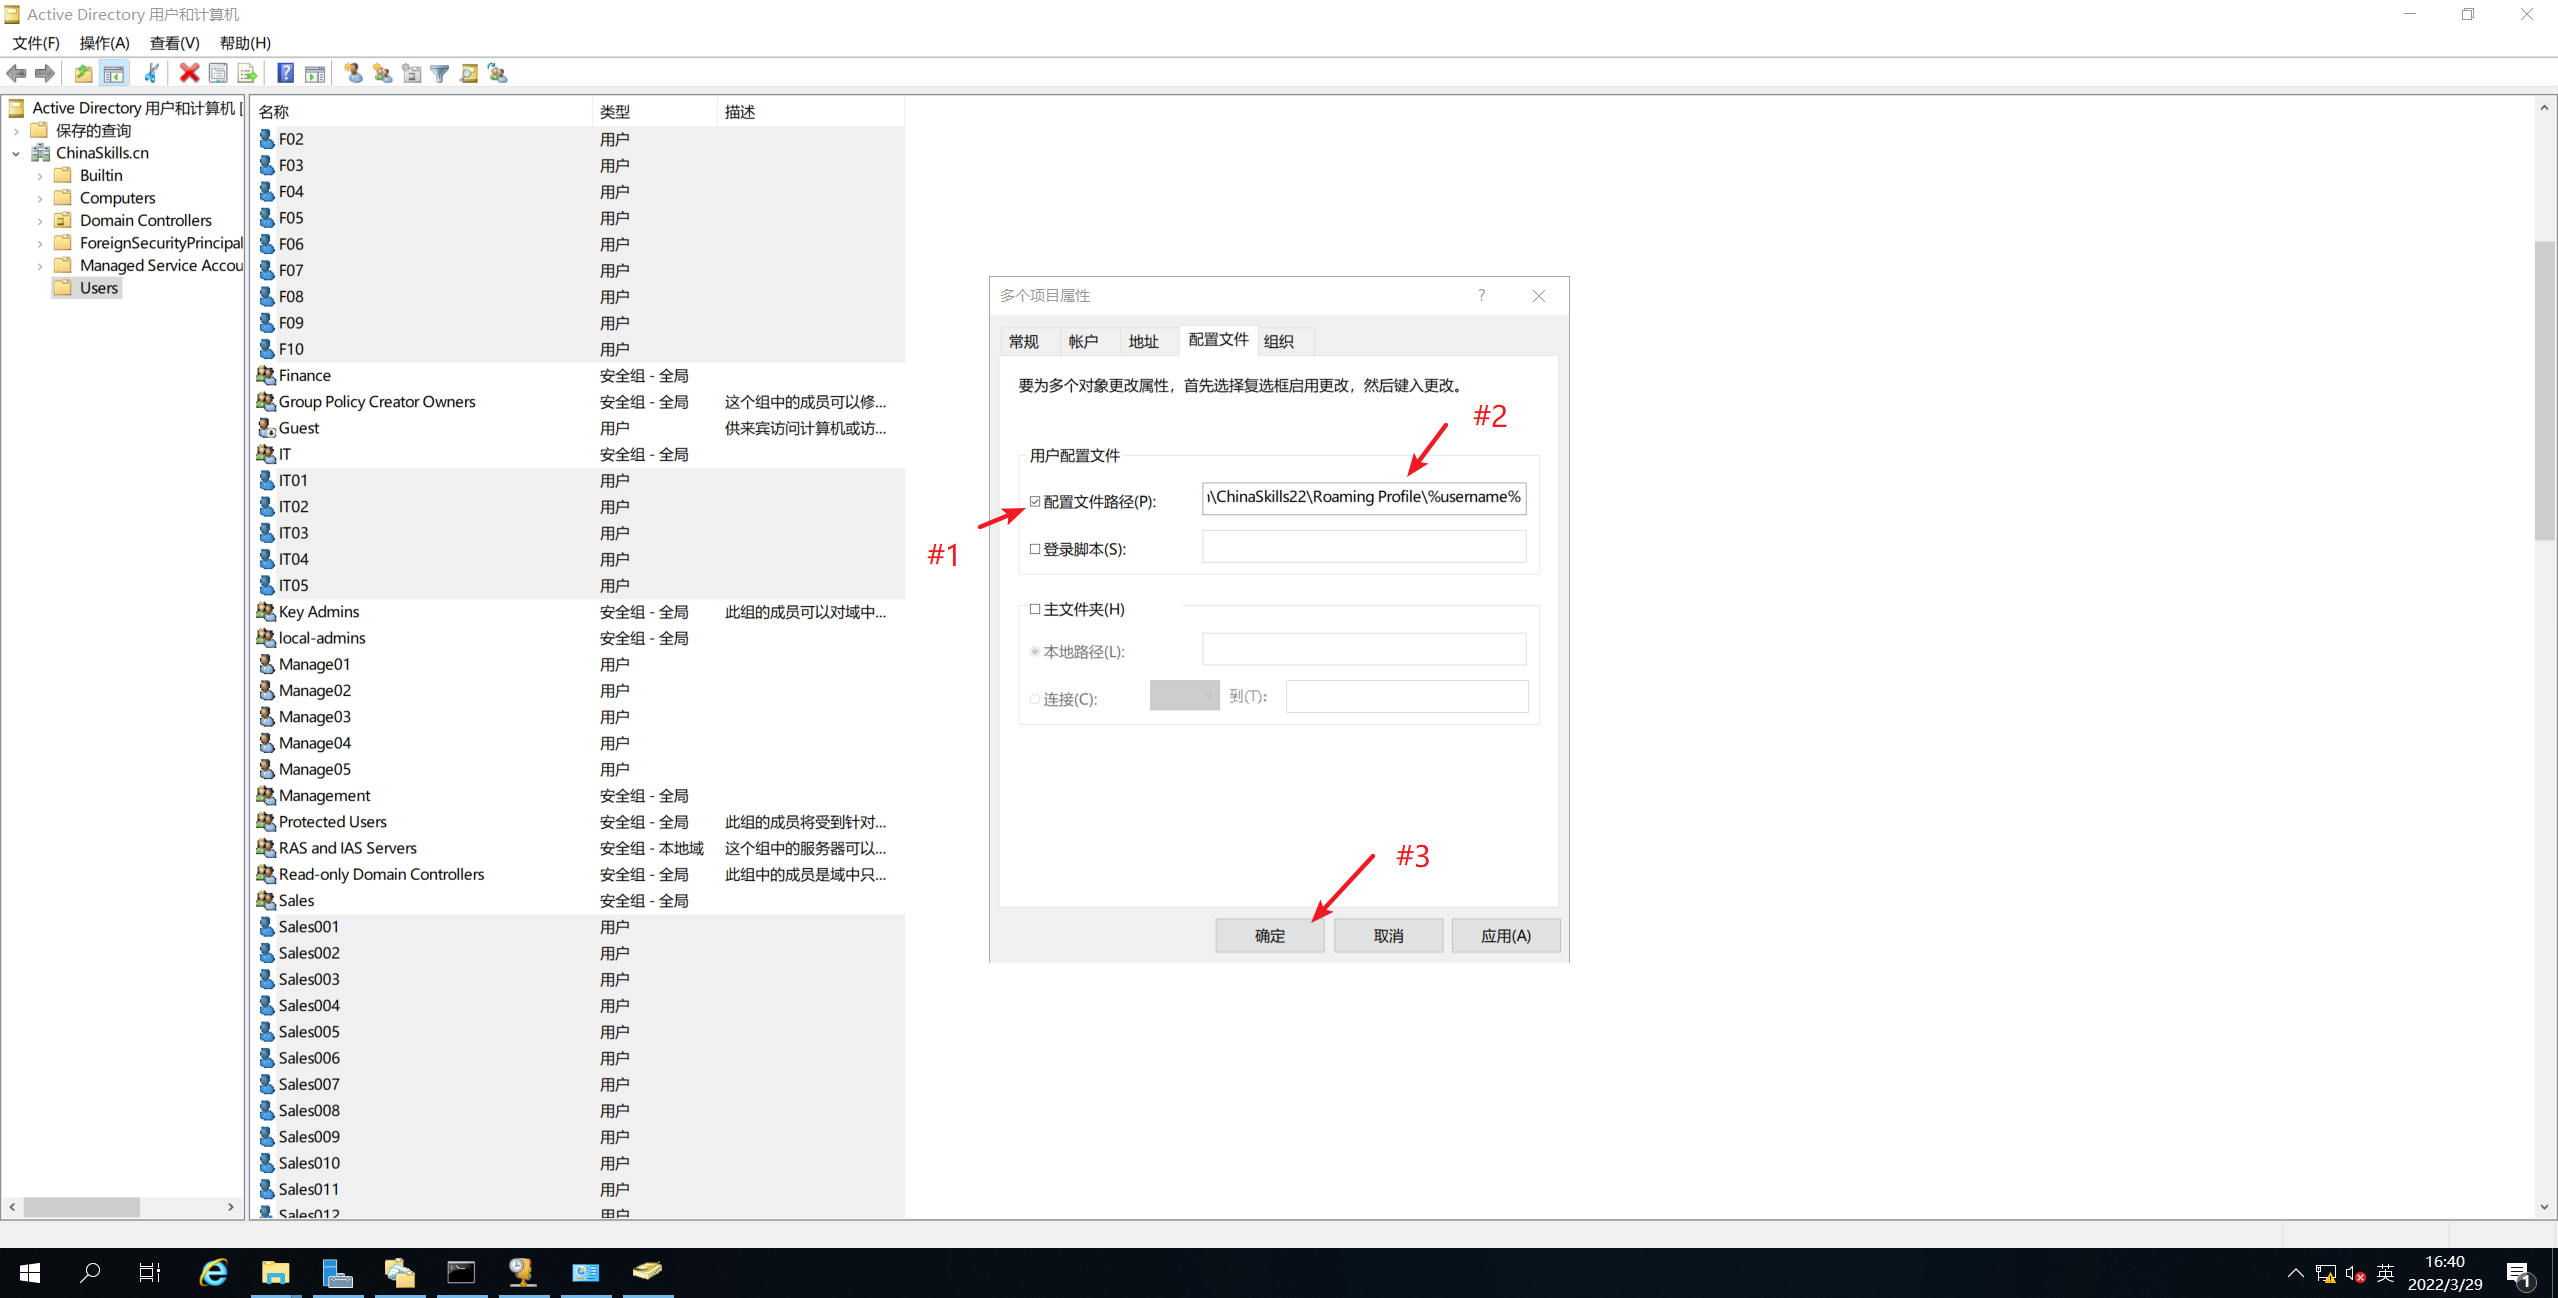 Active Directory 用户和计算机
文件(F) 操作(A) 查看(V) 帮助(H)
Active Directory 用户和计算机 [
保存的查询
ChinaSkills.cn
Builtin
Computers
Domain Controllers
ForeignSecurityPrincipal
Managed Service Accou
Users
名称 类型 描述
F02 用户
F03 用户
F04 用户
F05 用户
F06 用户
F07 用户
F08 用户
F09 用户
F10 用户
Finance 安全组 - 全局
Group Policy Creator Owners 安全组 - 全局 这个组中的成员可以修...
Guest 用户 供来宾访问计算机或访...
IT 安全组 - 全局
IT01 用户
IT02 用户
IT03 用户
IT04 用户
IT05 用户
Key Admins 安全组 - 全局 此组的成员可以对域中...
local-admins 安全组 - 全局
Manage01 用户
Manage02 用户
Manage03 用户
Manage04 用户
Manage05 用户
Management 安全组 - 全局
Protected Users 安全组 - 全局 此组的成员将受到针对...
RAS and IAS Servers 安全组 - 本地域 这个组中的服务器可以...
Read-only Domain Controllers 安全组 - 全局 此组中的成员是域中只...
Sales 安全组 - 全局
Sales001 用户
Sales002 用户
Sales003 用户
Sales004 用户
Sales005 用户
Sales006 用户
Sales007 用户
Sales008 用户
Sales009 用户
Sales010 用户
Sales011 用户
Sales012 用户
多个项目属性 ?
常规 帐户 地址 配置文件 组织
要为多个对象更改属性，首先选择复选框启用更改，然后键入更改。
#2
用户配置文件
配置文件路径(P): \ChinaSkills22\Roaming Profile\%username%
#1
登录脚本(S):
主文件夹(H)
本地路径(L):
连接(C): 到(T):
#3
确定 取消 应用(A)
英
16:40
2022/3/29
1